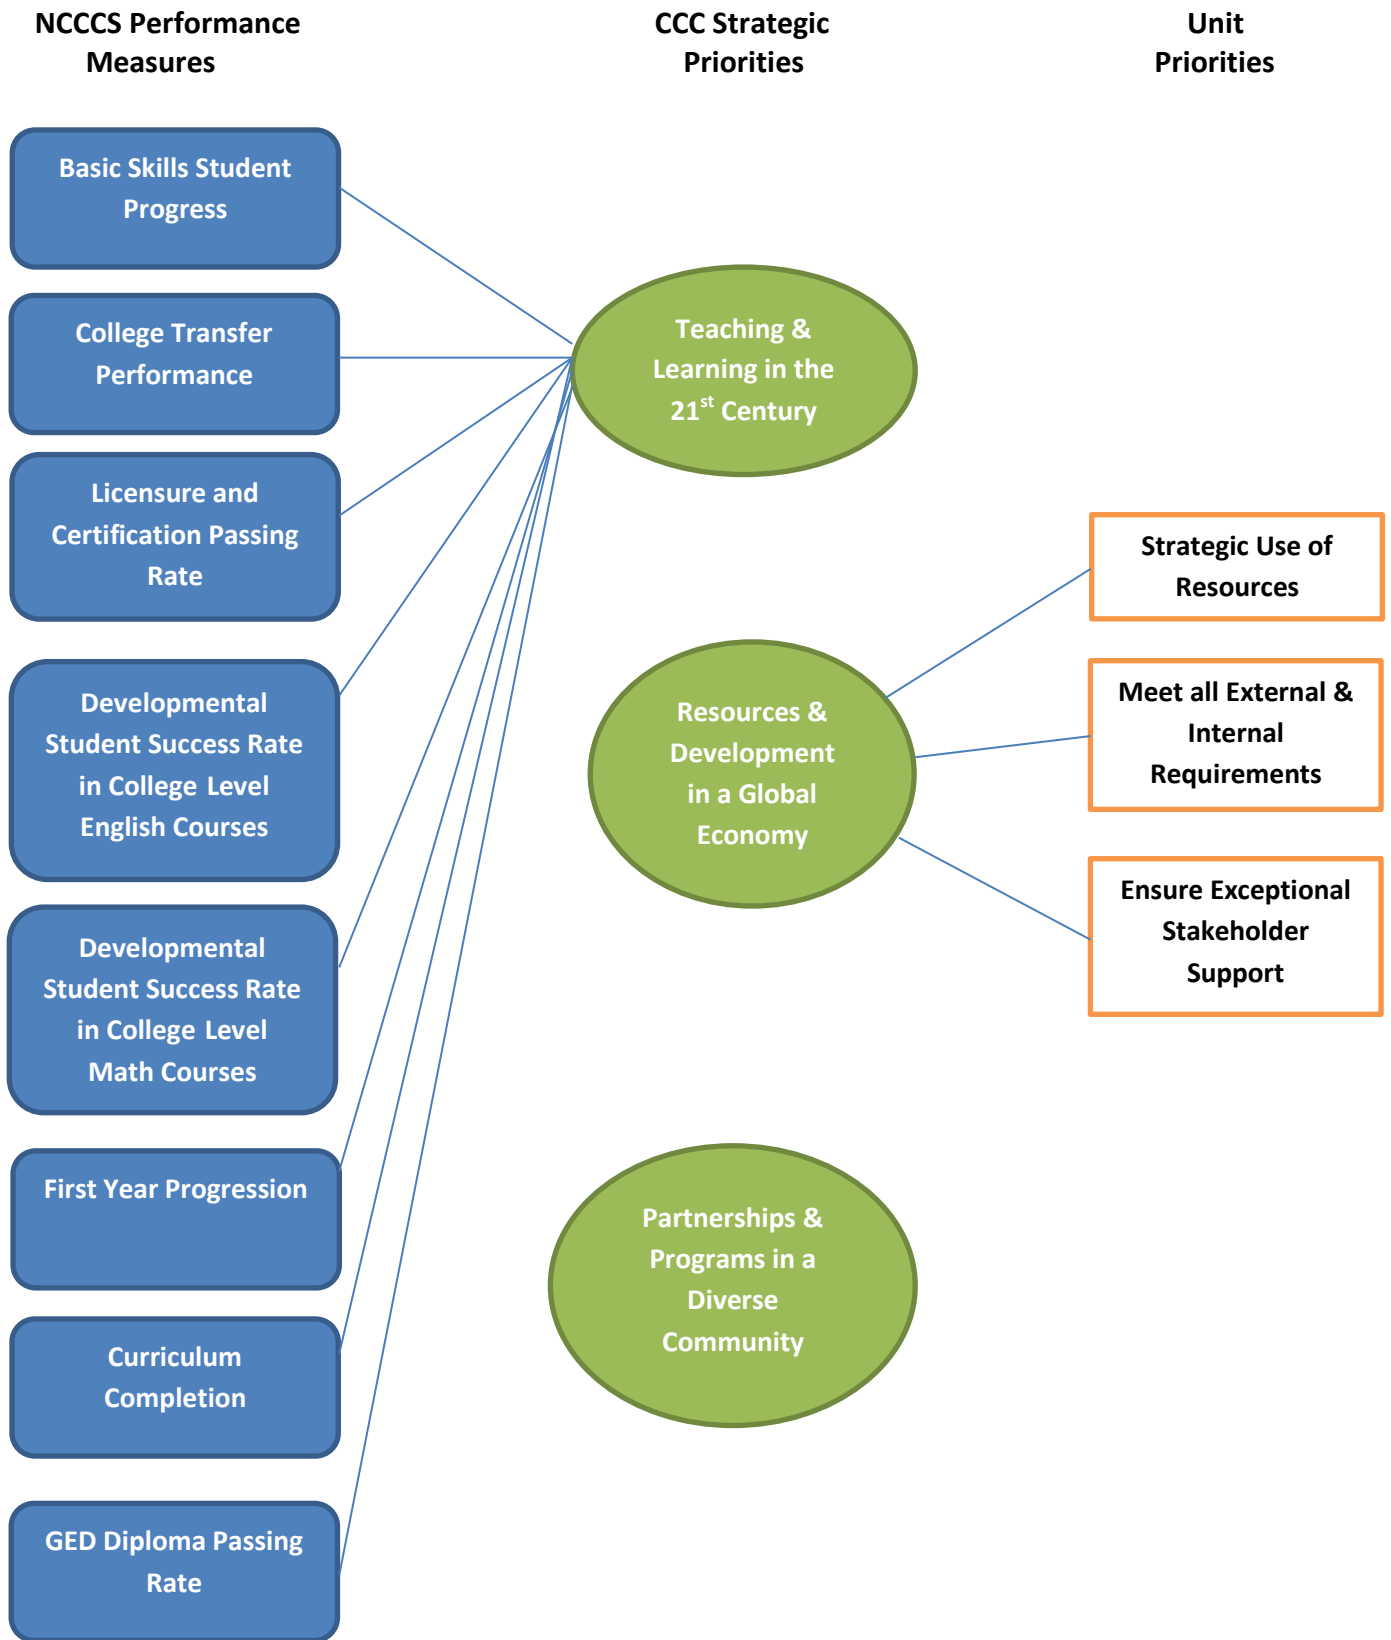 NCCCS Performance
Measures
CCC Strategic
Priorities
Unit
Priorities
Basic Skills Student
Progress
College Transfer
Performance
Licensure and
Certification Passing
Rate
Developmental
Student Success Rate
in College Level
English Courses
Developmental
Student Success Rate
in College Level
Math Courses
First Year Progression
Curriculum
Completion
GED Diploma Passing
Rate
Teaching &
Learning in the
21st Century
Resources &
Development
in a Global
Economy
Partnerships &
Programs in a
Diverse
Community
Strategic Use of
Resources
Meet all External &
Internal
Requirements
Ensure Exceptional
Stakeholder
Support